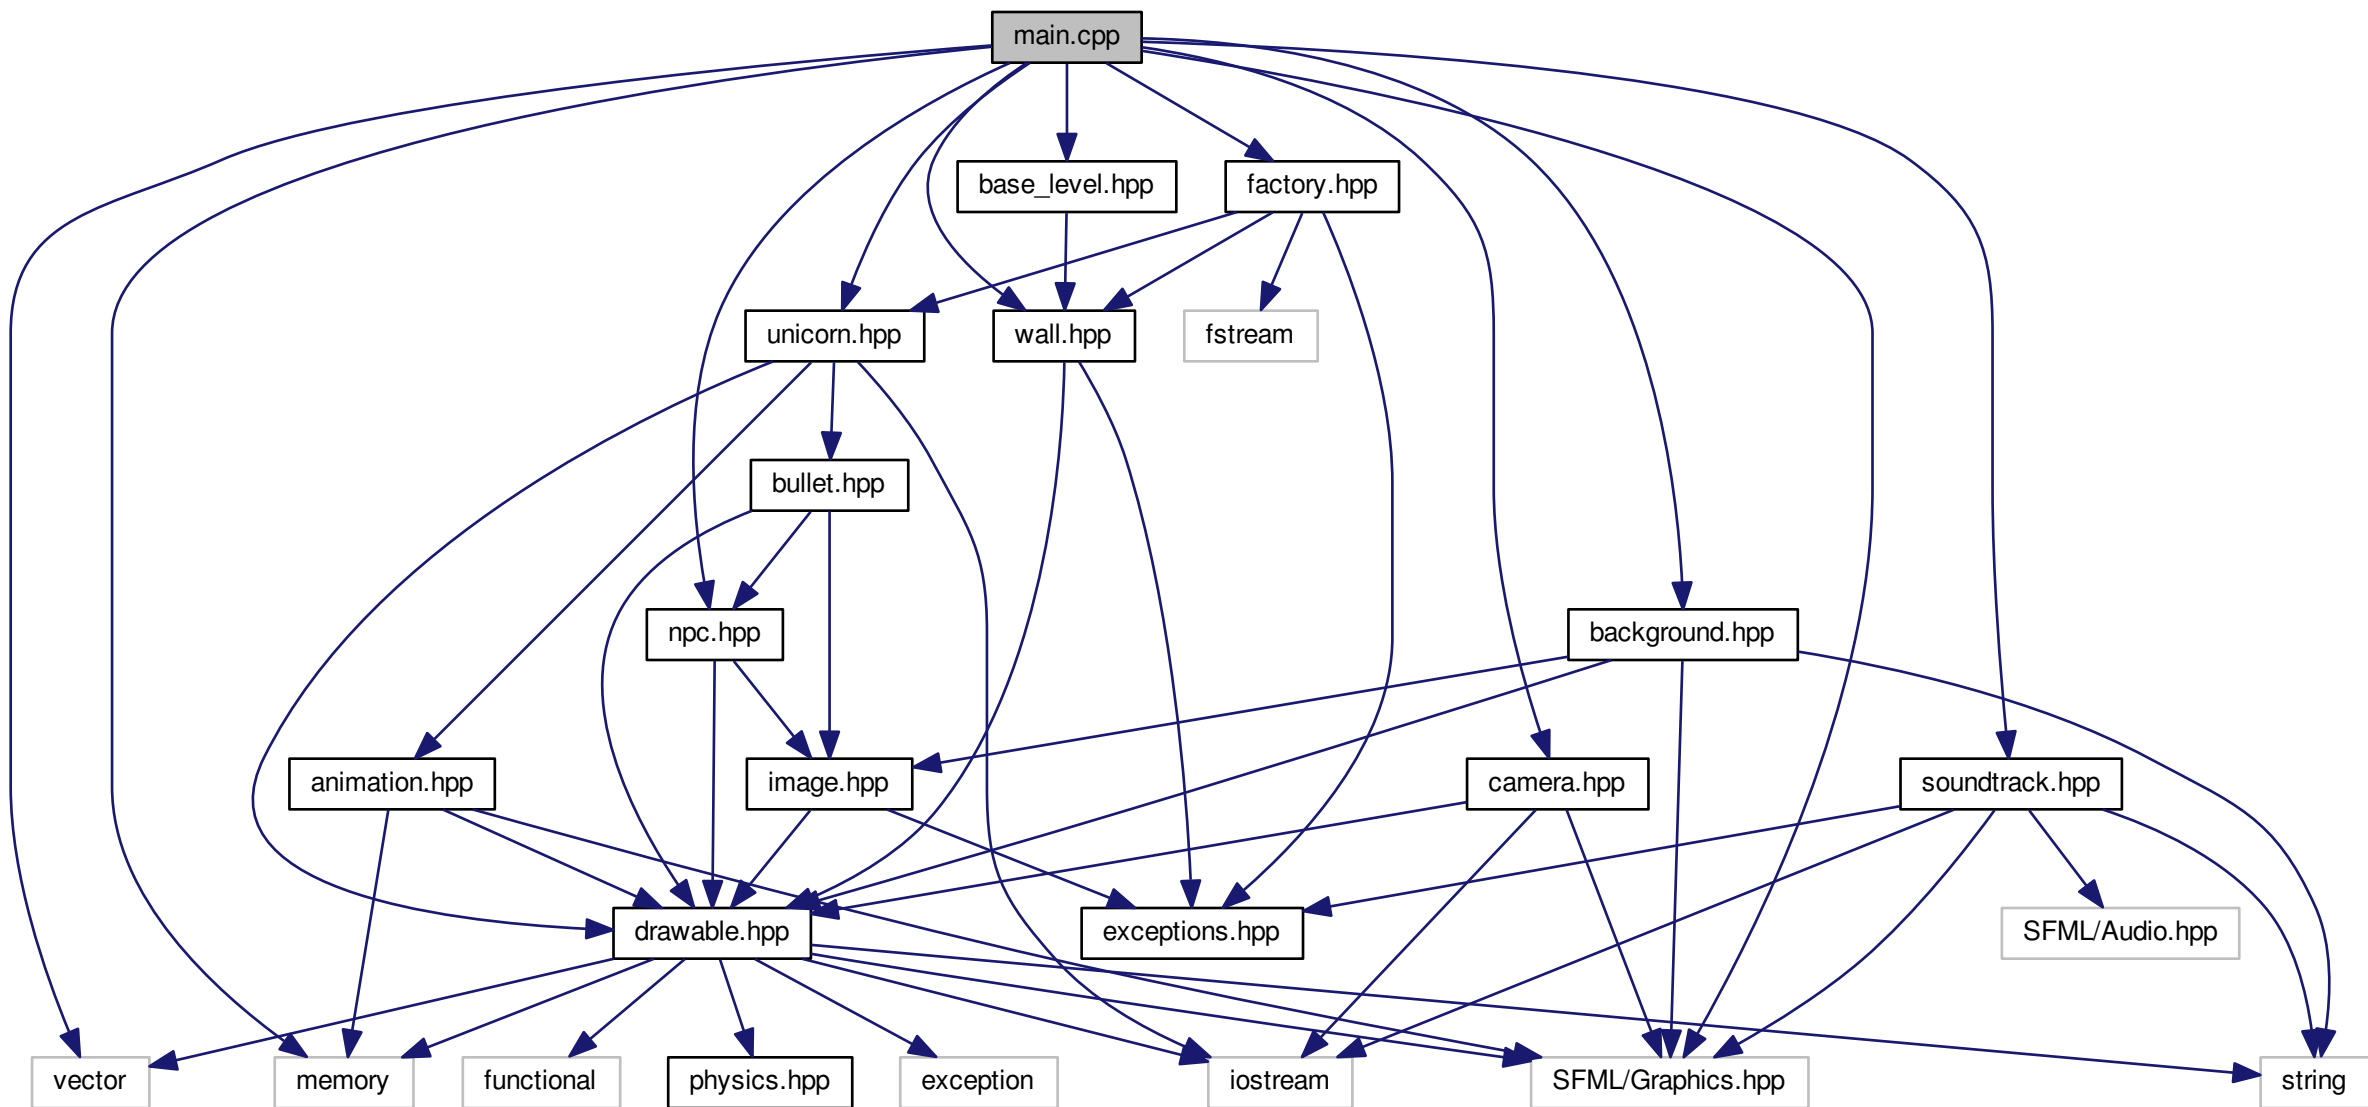 main.cpp
base_level.hpp
factory.hpp
unicorn.hpp
wall.hpp
fstream
bullet.hpp
npc.hpp
background.hpp
animation.hpp
image.hpp
camera.hpp
soundtrack.hpp
drawable.hpp
exceptions.hpp
SFML/Audio.hpp
vector
memory
functional
physics.hpp
exception
iostream
SFML/Graphics.hpp
string